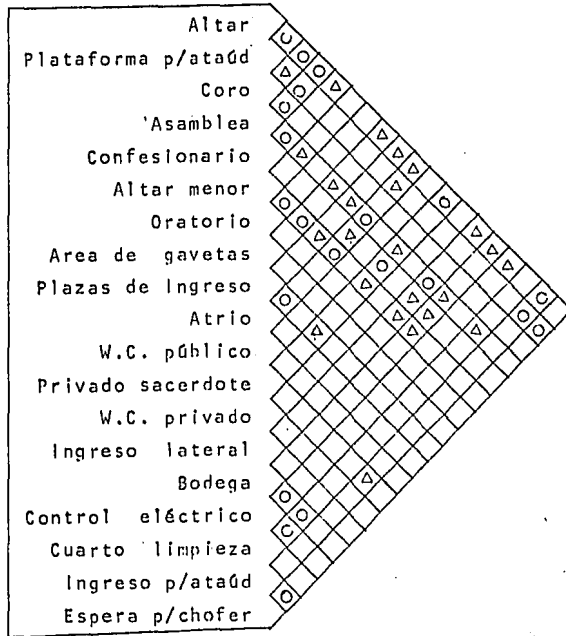 Altar
Plataforma p/ataúd
Coro
'Asamblea
Confesionario
Altar menor
Oratorio
Area de gavetas
Plazas de Ingreso
Atrio
W.C. público
Privado sacerdote
W.C. privado
Ingreso lateral
Bodega
Control eléctrico
Cuarto limpieza
Ingreso p/ataúd
Espera p/chofer